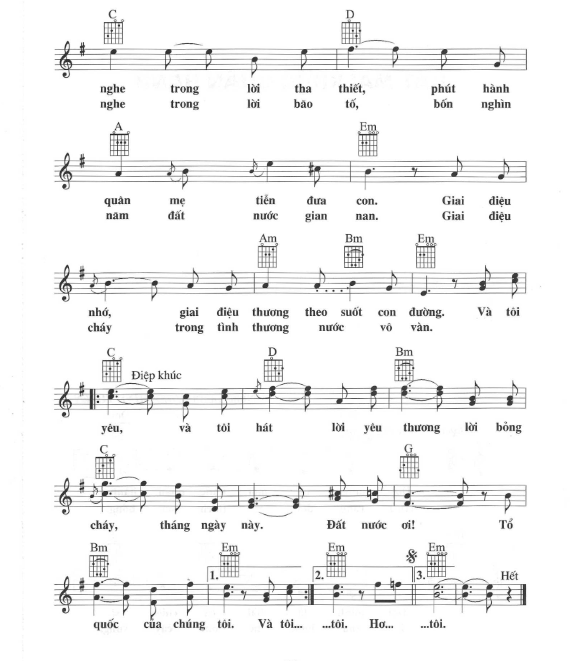 C D
nghe trong lời tha thiết, phút hành
nghe trong lời bão tố, bốn nghìn
A Em
quân mẹ tiễn đưa con. Giai điệu
năm đất nước gian nan. Giai điệu
Am Bm Em
nhớ, giai điệu thương theo suốt con đường. Và tôi
cháy trong tình thương nước vô vàn.
C Điệp khúc D Bm
yêu, và tôi hát lời yêu thương lời bỏng
C G
cháy, tháng ngày này. Đất nước ơi! Tổ
Bm Em Em Em
1. 2. 3. Hết
quốc của chúng tôi. Và tôi... ...tôi. Hơ... ...tôi.